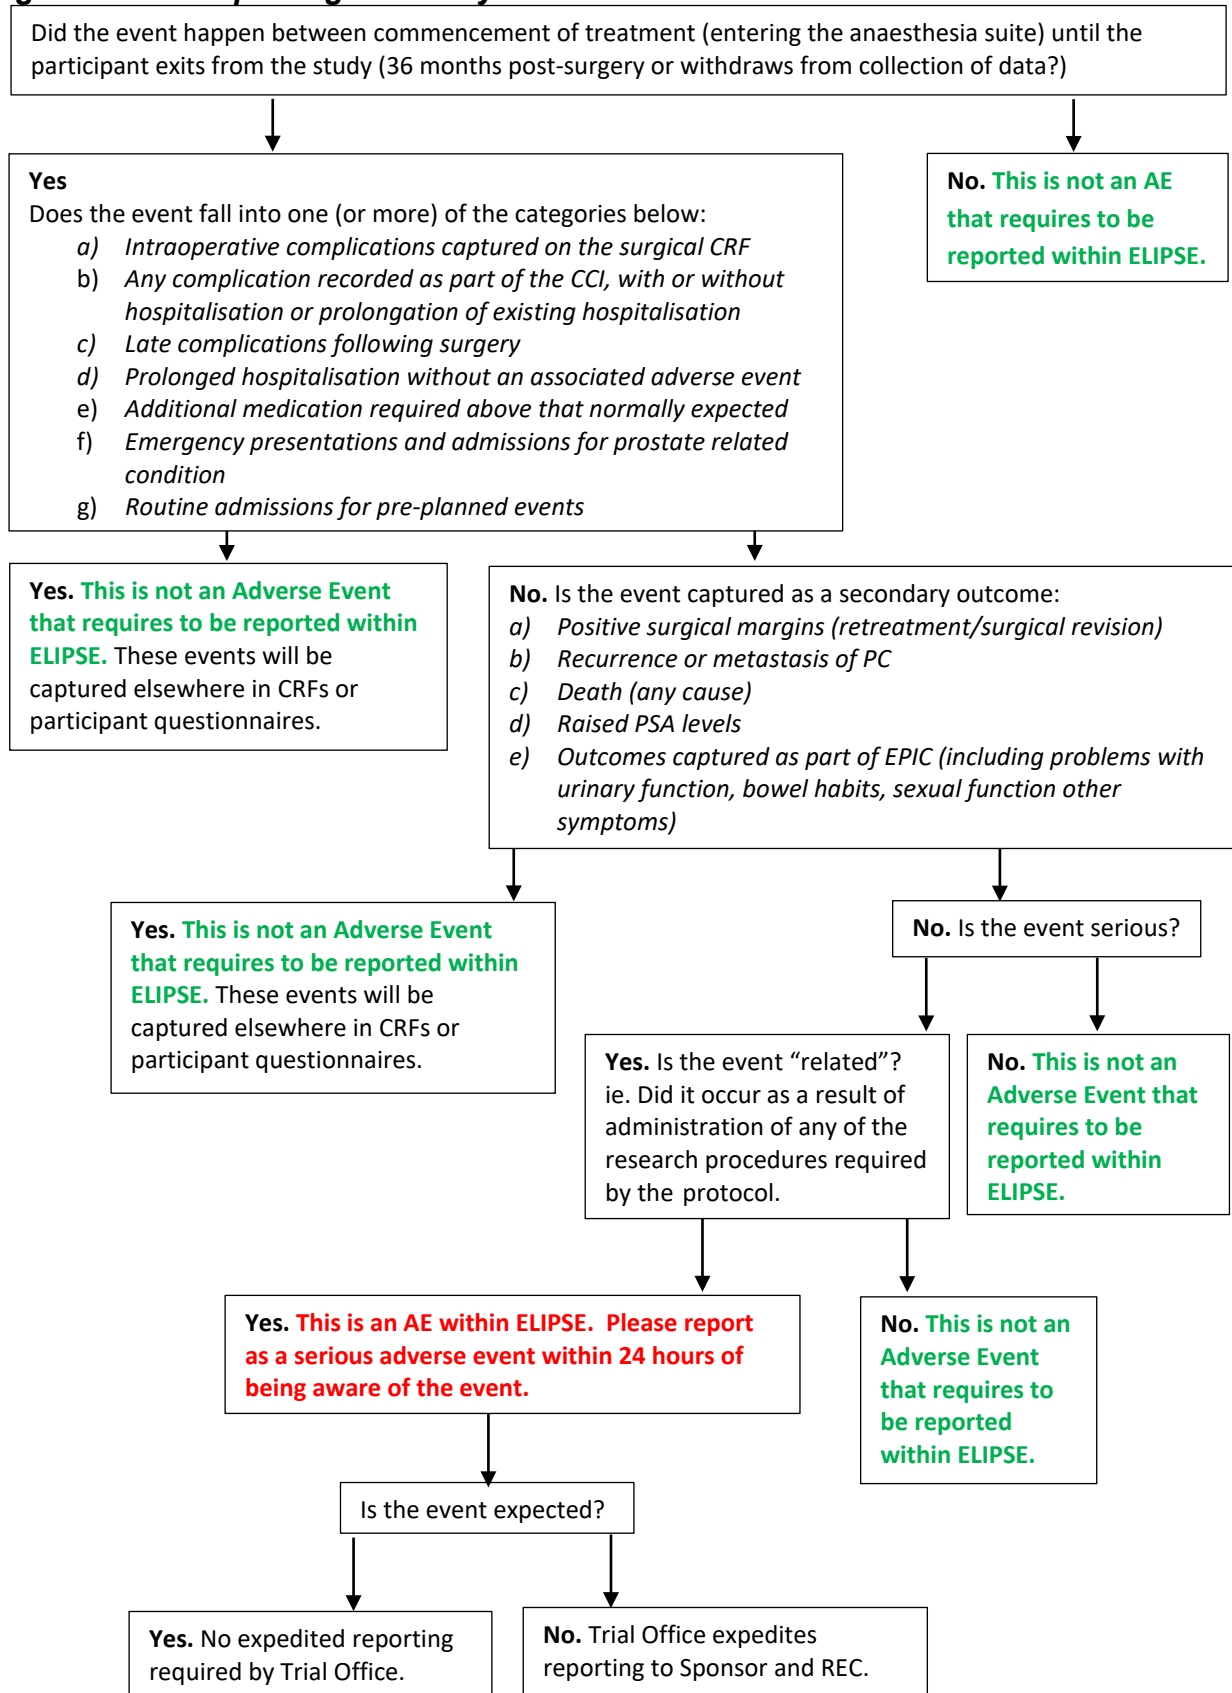 Did the event happen between commencement of treatment (entering the anaesthesia suite) until the
participant exits from the study (36 months post-surgery or withdraws from collection of data?)
Yes
Does the event fall into one (or more) of the categories below:
a) Intraoperative complications captured on the surgical CRF
b) Any complication recorded as part of the CCI, with or without
hospitalisation or prolongation of existing hospitalisation
c) Late complications following surgery
d) Prolonged hospitalisation without an associated adverse event
e) Additional medication required above that normally expected
f) Emergency presentations and admissions for prostate related
condition
g) Routine admissions for pre-planned events
No. This is not an AE
that requires to be
reported within ELIPSE.
Yes. This is not an Adverse Event
that requires to be reported within
ELIPSE. These events will be
captured elsewhere in CRFs or
participant questionnaires.
No. Is the event captured as a secondary outcome:
a) Positive surgical margins (retreatment/surgical revision)
b) Recurrence or metastasis of PC
c) Death (any cause)
d) Raised PSA levels
e) Outcomes captured as part of EPIC (including problems with
urinary function, bowel habits, sexual function other
symptoms)
Yes. This is not an Adverse Event
that requires to be reported within
ELIPSE. These events will be
captured elsewhere in CRFs or
participant questionnaires.
No. Is the event serious?
Yes. Is the event “related”?
ie. Did it occur as a result of
administration of any of the
research procedures required
by the protocol.
No. This is not an
Adverse Event that
requires to be
reported within
ELIPSE.
Yes. This is an AE within ELIPSE. Please report
as a serious adverse event within 24 hours of
being aware of the event.
No. This is not an
Adverse Event
that requires to
be reported
within ELIPSE.
Is the event expected?
Yes. No expedited reporting
required by Trial Office.
No. Trial Office expedites
reporting to Sponsor and REC.